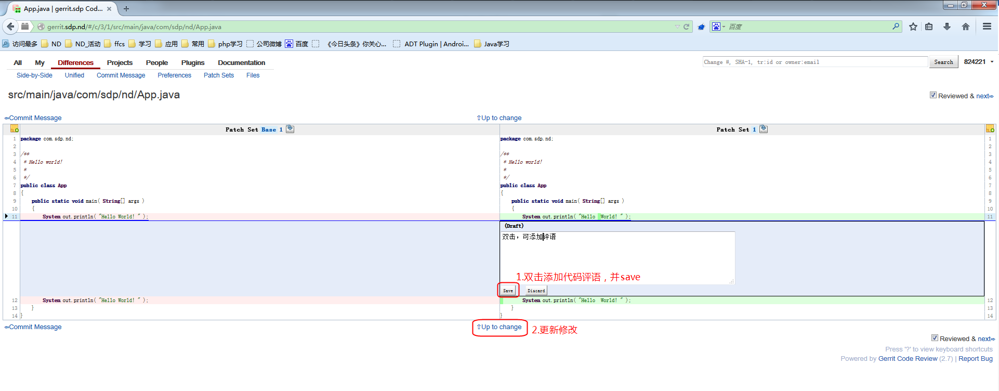 App.java | gerrit.sdp Cod...
gerrit.sdp.nd/#/c/3/1/src/main/java/com/sdp/nd/App.java
百度
访问最多 ND ND_活动 ffcs 学习 应用 常用 php学习 公司微博 百度 《今日头条》你关心... ADT Plugin | Androi... Java学习
All My Differences Projects People Plugins Documentation
Change #, SHA-1, tr:id or owner:email Search 824221
Side-by-Side Unified Commit Message Preferences Patch Sets Files
src/main/java/com/sdp/nd/App.java
Reviewed & next⇨
⇦Commit Message ⇧Up to change
Patch Set Base 1 Patch Set 1
1 package com.sdp.nd; package com.sdp.nd; 1
2 2
3 /** /** 3
4 * Hello world! * Hello world! 4
5 * * 5
6 */ */ 6
7 public class App public class App 7
8 { { 8
9 public static void main( String[] args ) public static void main( String[] args ) 9
10 { { 10
11 System.out.println( "Hello World! " ); System.out.println( "Hello  World! " ); 11
(Draft)
双击，可添加评语
1.双击添加代码评语，并save
Save Discard
12 System.out.println( "Hello World! " ); System.out.println( "Hello  World! " ); 12
13 } } 13
14 } } 14
⇦Commit Message ⇧Up to change 2.更新修改
Reviewed & next⇨
Press '?' to view keyboard shortcuts
Powered by Gerrit Code Review (2.7) | Report Bug